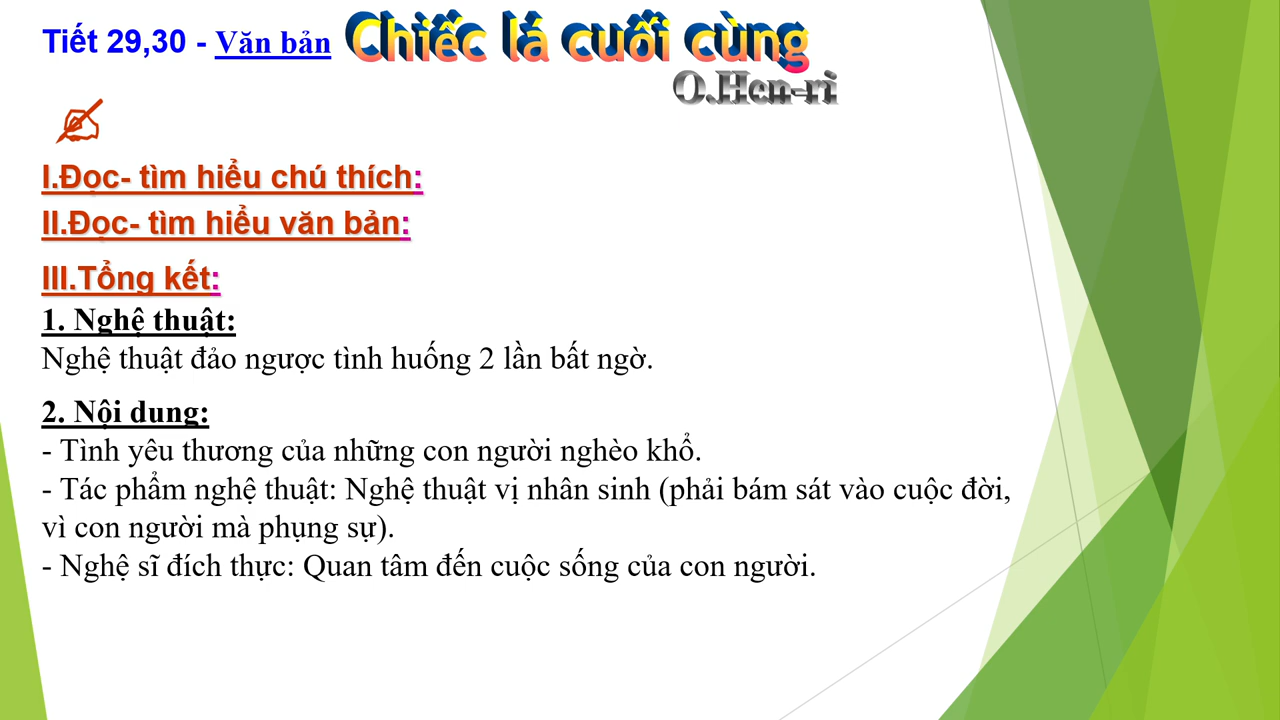 Tiết 29,30 - Văn bản Chiếc lá cuối cùng
O.Hen-ri
I.Đọc- tìm hiểu chú thích:
II.Đọc- tìm hiểu văn bản:
III.Tổng kết:
1. Nghệ thuật:
Nghệ thuật đảo ngược tình huống 2 lần bất ngờ.
2. Nội dung:
- Tình yêu thương của những con người nghèo khổ.
- Tác phẩm nghệ thuật: Nghệ thuật vị nhân sinh (phải bám sát vào cuộc đời,
vì con người mà phụng sự).
- Nghệ sĩ đích thực: Quan tâm đến cuộc sống của con người.